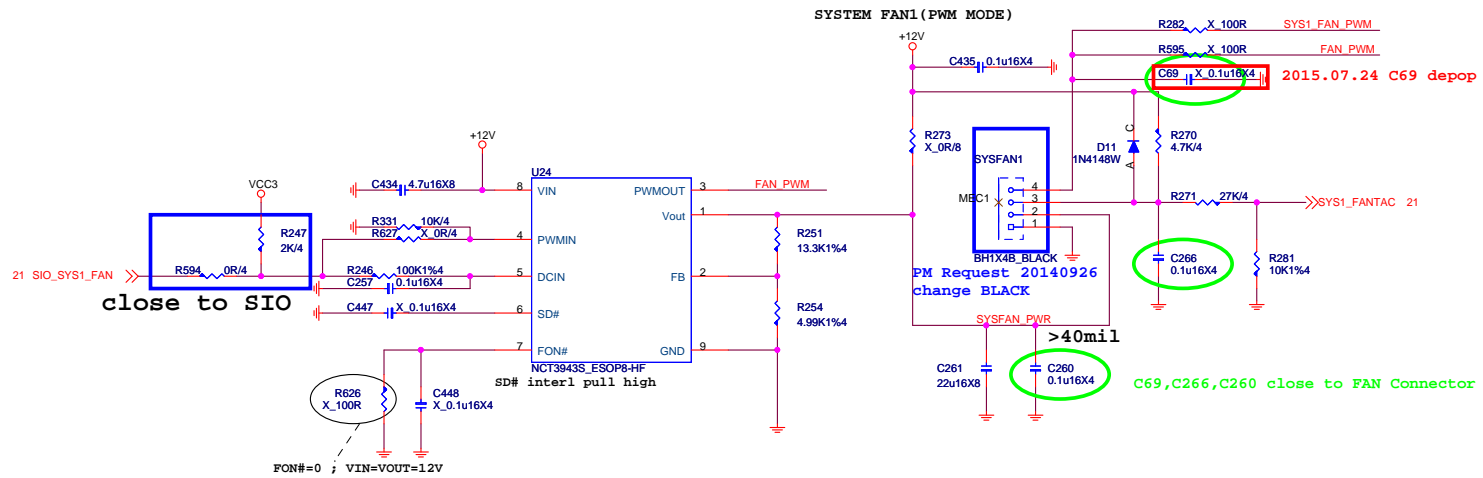 SYSTEM FAN1(PWM MODE)
R282 X_100R SYS1_FAN_PWM
R595 X_100R FAN_PWM
C69 X_0.1u16X4 2015.07.24 C69 depop
+12V
C435 0.1u16X4
R273
X_0R/8
SYSFAN1
MEC1
4
3
2
1
BH1X4B_BLACK
PM Request 20140926
change BLACK
D11
1N4148W
C
A
R270
4.7K/4
R271 27K/4
SYS1_FANTAC 21
C266
0.1u16X4
R281
10K1%4
+12V
C434 4.7u16X8
U24
8 VIN
PWMOUT 3
FAN_PWM
Vout 1
4 PWMIN
5 DCIN
FB 2
6 SD#
7 FON#
GND 9
NCT3943S_ESOP8-HF
SD# interl pull high
VCC3
R247
2K/4
21 SIO_SYS1_FAN
R594 0R/4
close to SIO
R331 10K/4
R627 X_0R/4
R246 100K1%4
C257 0.1u16X4
C447 X_0.1u16X4
R626
X_100R
C448
X_0.1u16X4
FON#=0 ; VIN=VOUT=12V
R251
13.3K1%4
R254
4.99K1%4
SYSFAN_PWR
>40mil
C261
22u16X8
C260
0.1u16X4
C69,C266,C260 close to FAN Connector